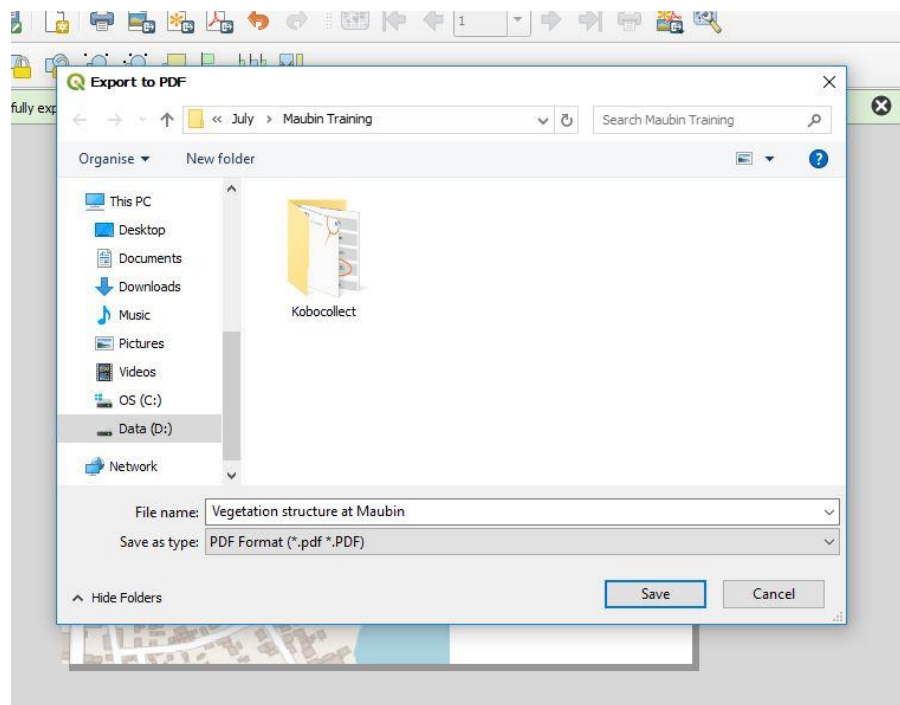 1
Export to PDF
fully exp
« July > Maubin Training
Search Maubin Training
Organise
New folder
This PC
Desktop
Documents
Downloads
Music
Pictures
Videos
OS (C:)
Data (D:)
Network
Kobocollect
File name: Vegetation structure at Maubin
Save as type: PDF Format (*.pdf *.PDF)
Hide Folders
Save
Cancel